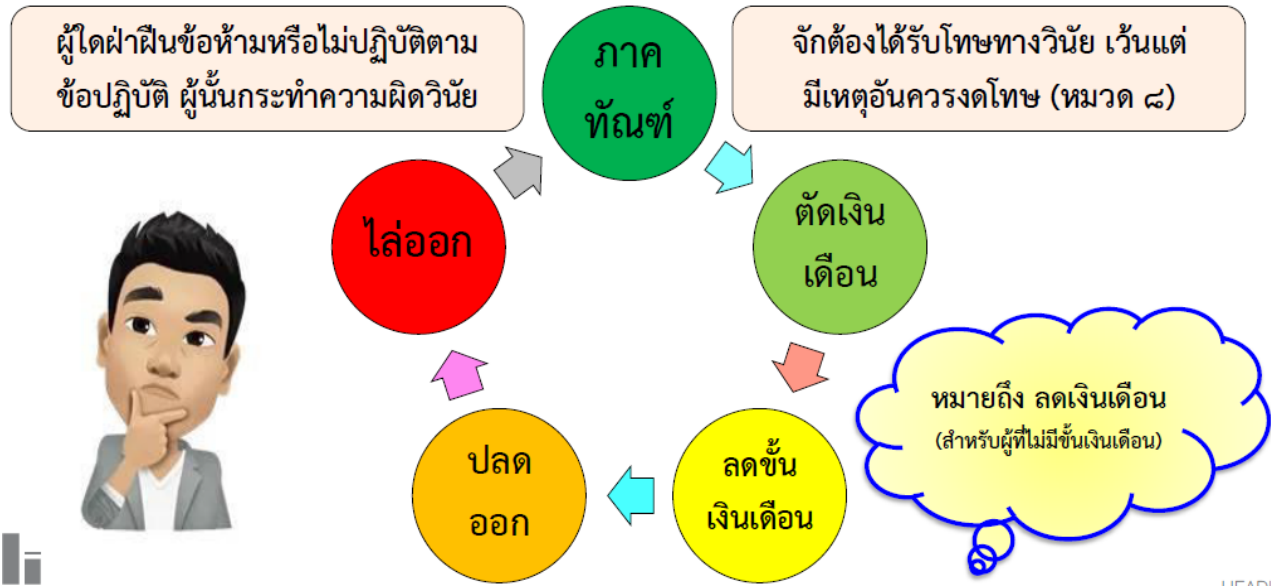 ผู้ใดฝ่าฝืนข้อห้ามหรือไม่ปฏิบัติตาม
ข้อปฏิบัติ ผู้นั้นกระทำความผิดวินัย
ภาค
ทัณฑ์
จักต้องได้รับโทษทางวินัย เว้นแต่
มีเหตุอันควรงดโทษ (หมวด ๘)
ตัดเงิน
เดือน
ลดขั้น
เงินเดือน
หมายถึง ลดเงินเดือน
(สำหรับผู้ที่ไม่มีขั้นเงินเดือน)
ปลด
ออก
ไล่ออก